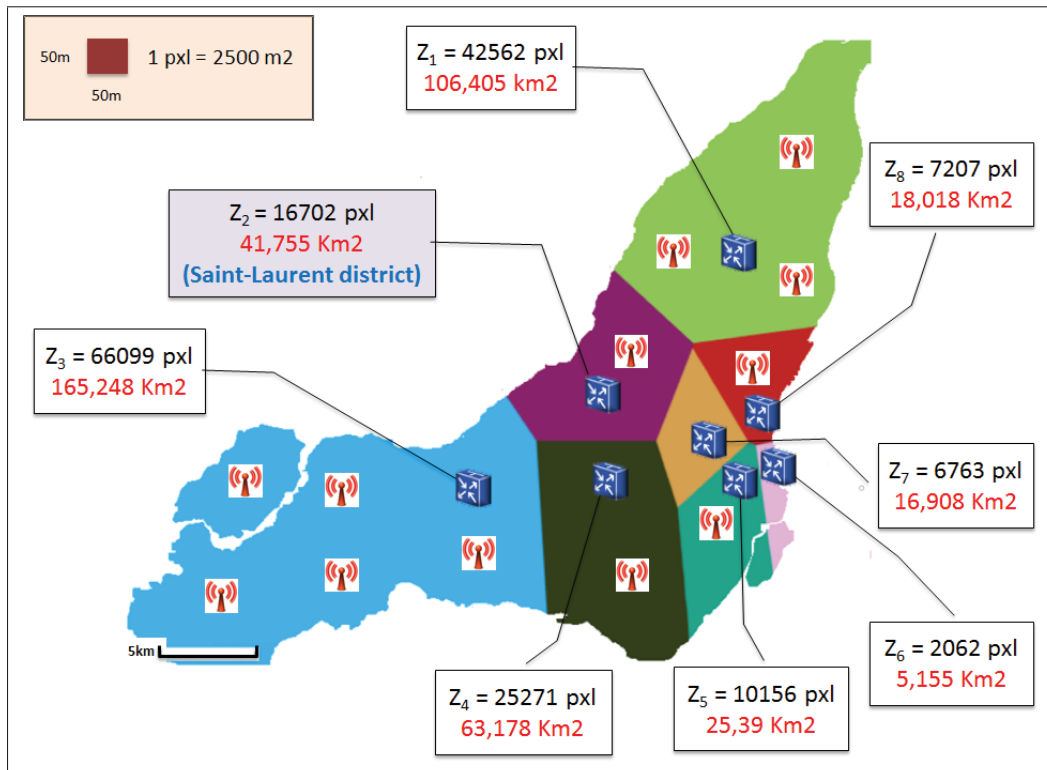 50m
1 pxl = 2500 m2
50m
Z₁ = 42562 pxl
106,405 km2
Z₈ = 7207 pxl
18,018 Km2
Z₂ = 16702 pxl
41,755 Km2
(Saint-Laurent district)
Z₃ = 66099 pxl
165,248 Km2
Z₇ = 6763 pxl
16,908 Km2
5km
Z₆ = 2062 pxl
5,155 Km2
Z₄ = 25271 pxl
63,178 Km2
Z₅ = 10156 pxl
25,39 Km2